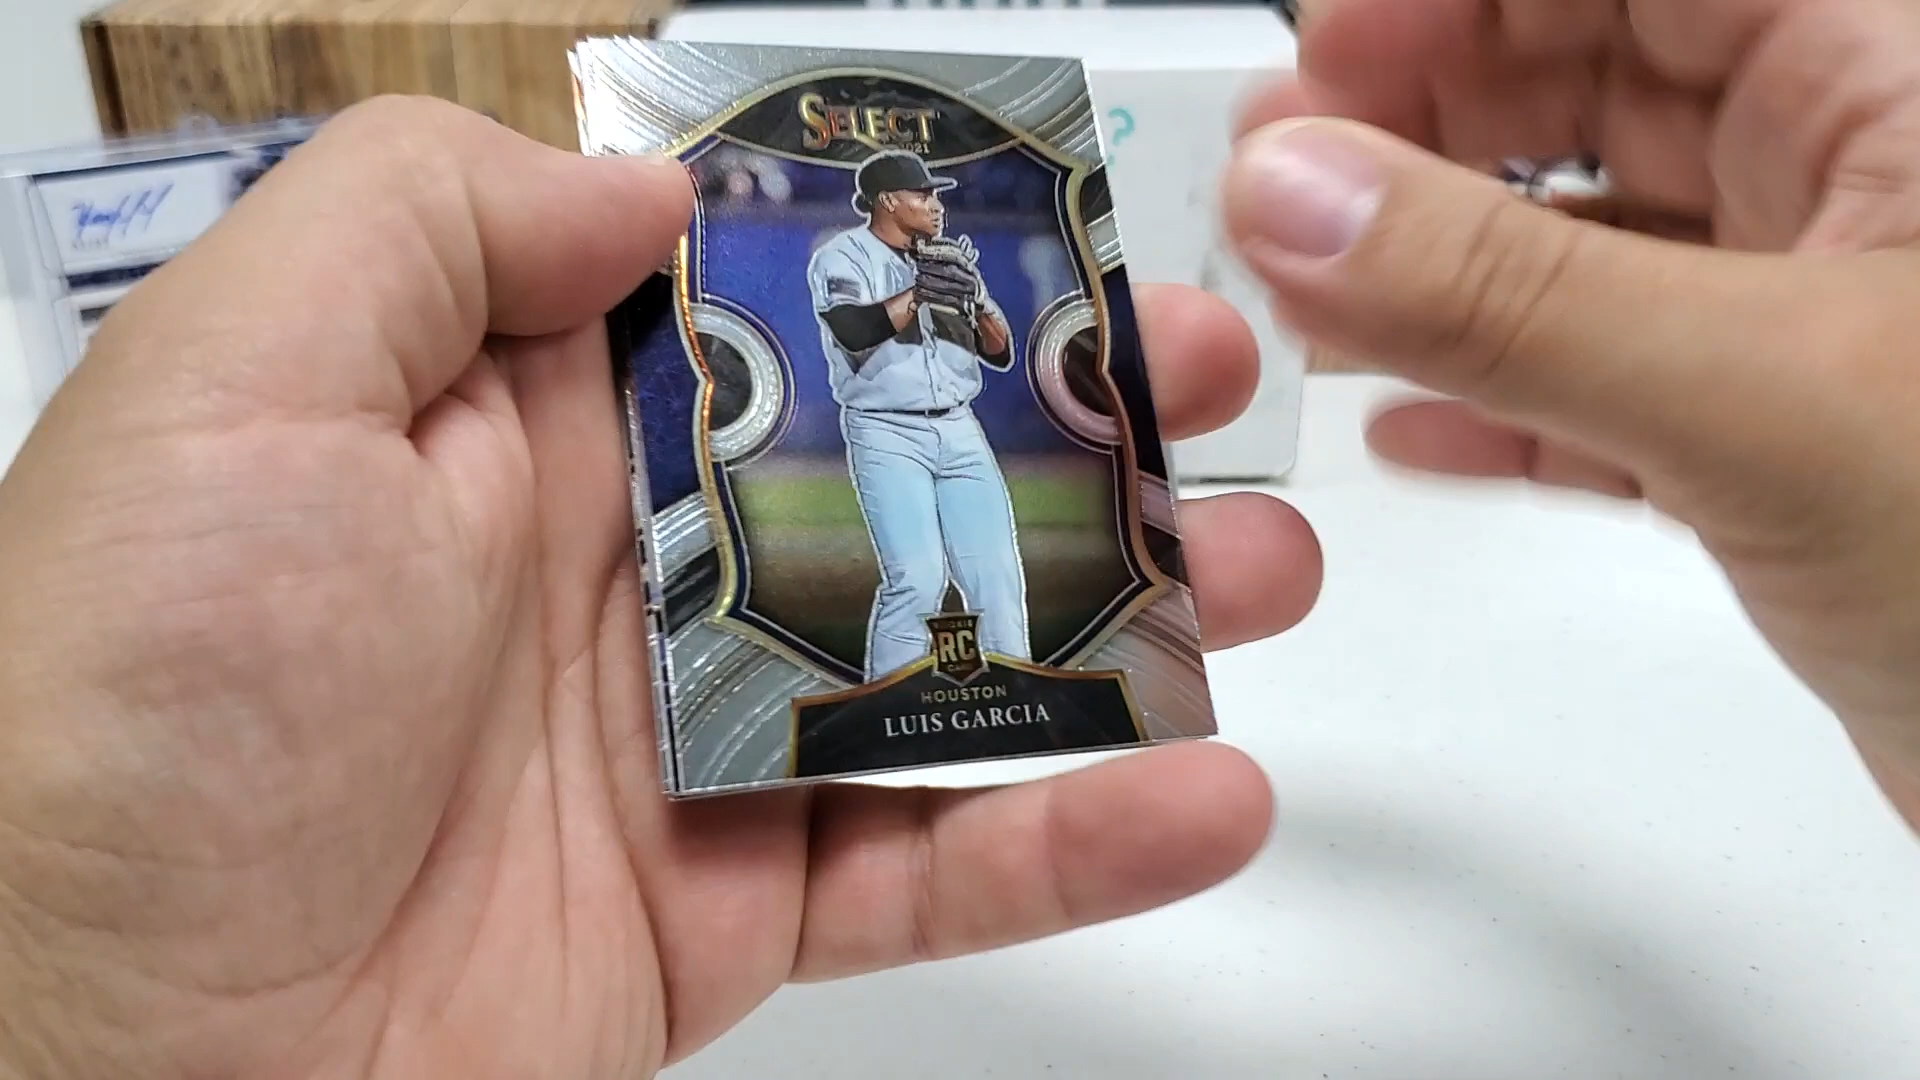 SELECT
2021
?
ROOKIE
RC
CARD
HOUSTON
LUIS GARCIA